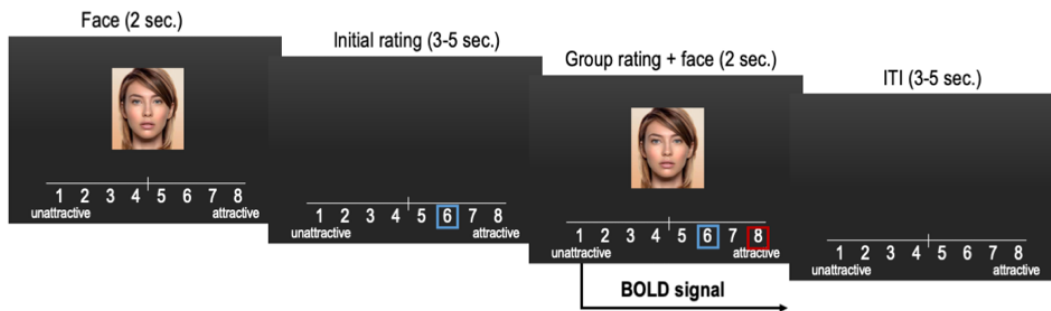 Face (2 sec.)
1 2 3 4 5 6 7 8
unattractive attractive
Initial rating (3-5 sec.)
1 2 3 4 5 6 7 8
unattractive attractive
Group rating + face (2 sec.)
1 2 3 4 5 6 7 8
unattractive attractive
BOLD signal
ITI (3-5 sec.)
1 2 3 4 5 6 7 8
unattractive attractive